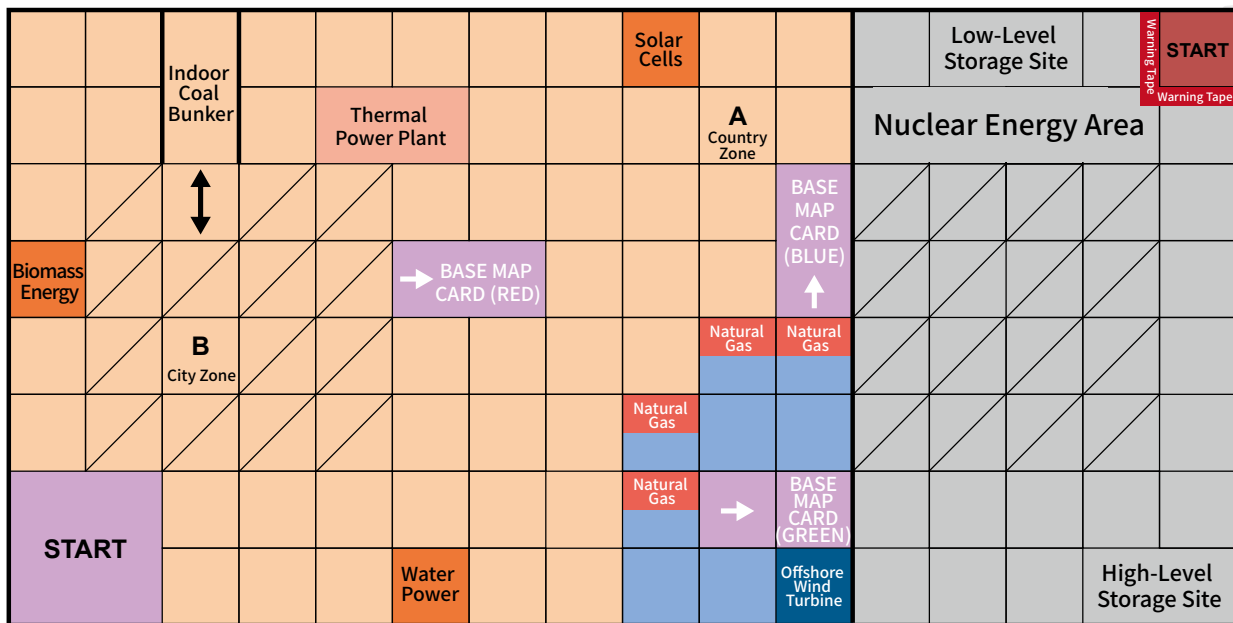 Solar
Cells
Low-Level
Storage Site
Warning Tape
START
Warning Tape
Indoor
Coal
Bunker
Thermal
Power Plant
A
Country
Zone
Nuclear Energy Area
BASE
MAP
CARD
(BLUE)
Biomass
Energy
BASE MAP
CARD (RED)
B
City Zone
Natural
Gas
Natural
Gas
Natural
Gas
START
Natural
Gas
BASE
MAP
CARD
(GREEN)
Water
Power
Offshore
Wind
Turbine
High-Level
Storage Site